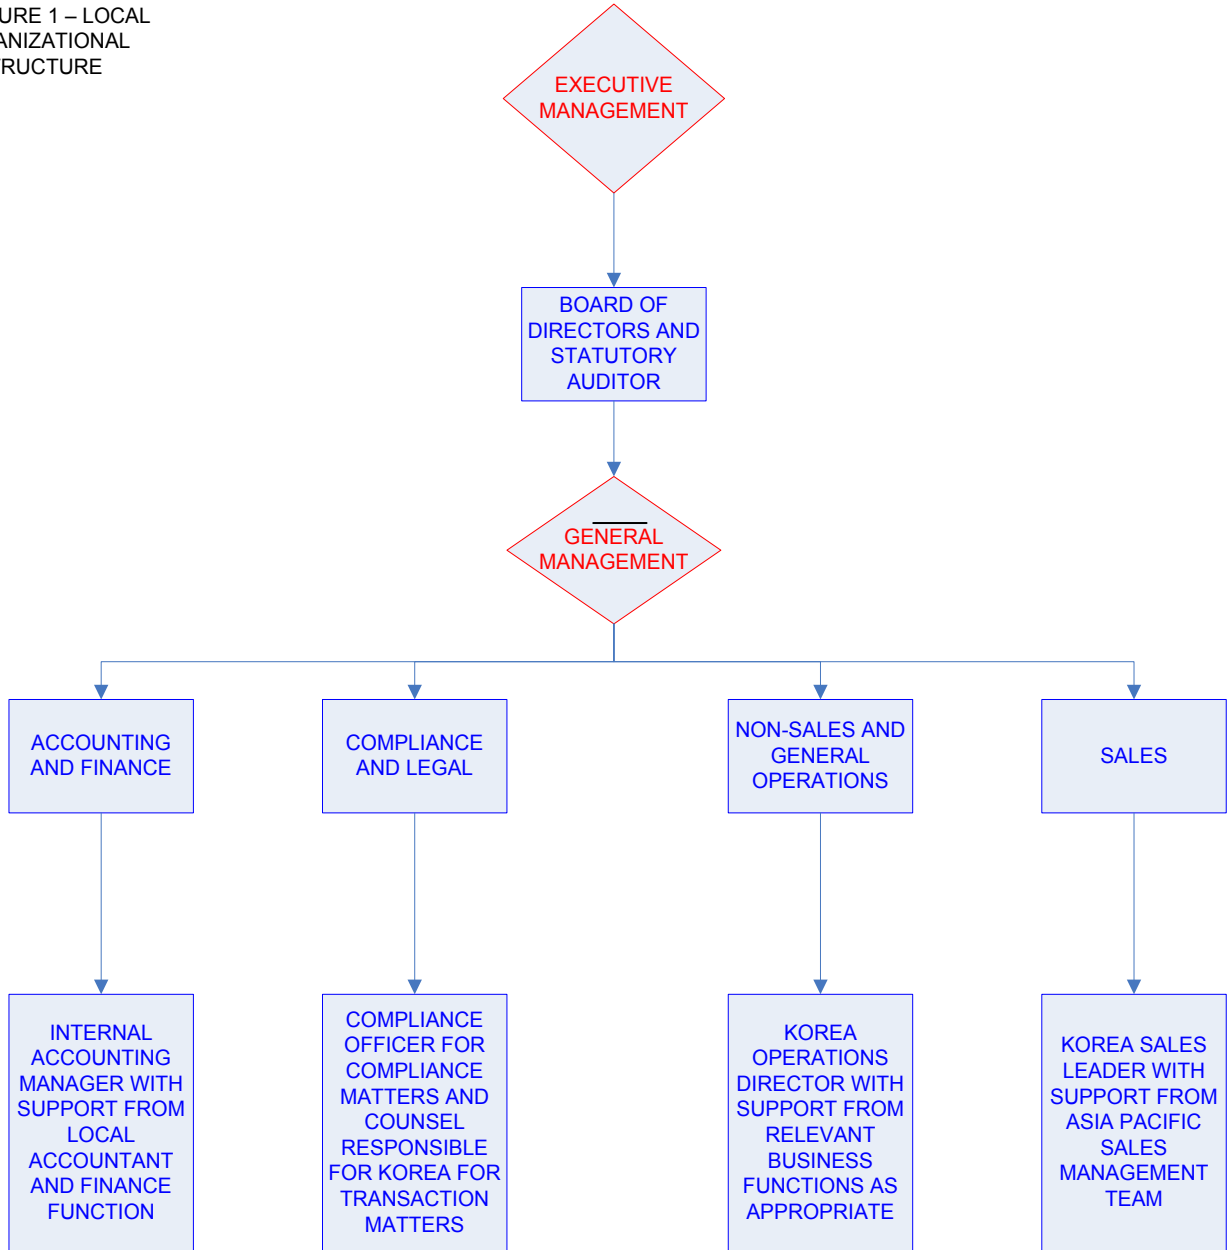 URE 1 – LOCAL
ANIZATIONAL
TRUCTURE
EXECUTIVE
MANAGEMENT
BOARD OF
DIRECTORS AND
STATUTORY
AUDITOR
GENERAL
MANAGEMENT
ACCOUNTING
AND FINANCE
COMPLIANCE
AND LEGAL
NON-SALES AND
GENERAL
OPERATIONS
SALES
INTERNAL
ACCOUNTING
MANAGER WITH
SUPPORT FROM
LOCAL
ACCOUNTANT
AND FINANCE
FUNCTION
COMPLIANCE
OFFICER FOR
COMPLIANCE
MATTERS AND
COUNSEL
RESPONSIBLE
FOR KOREA FOR
TRANSACTION
MATTERS
KOREA
OPERATIONS
DIRECTOR WITH
SUPPORT FROM
RELEVANT
BUSINESS
FUNCTIONS AS
APPROPRIATE
KOREA SALES
LEADER WITH
SUPPORT FROM
ASIA PACIFIC
SALES
MANAGEMENT
TEAM